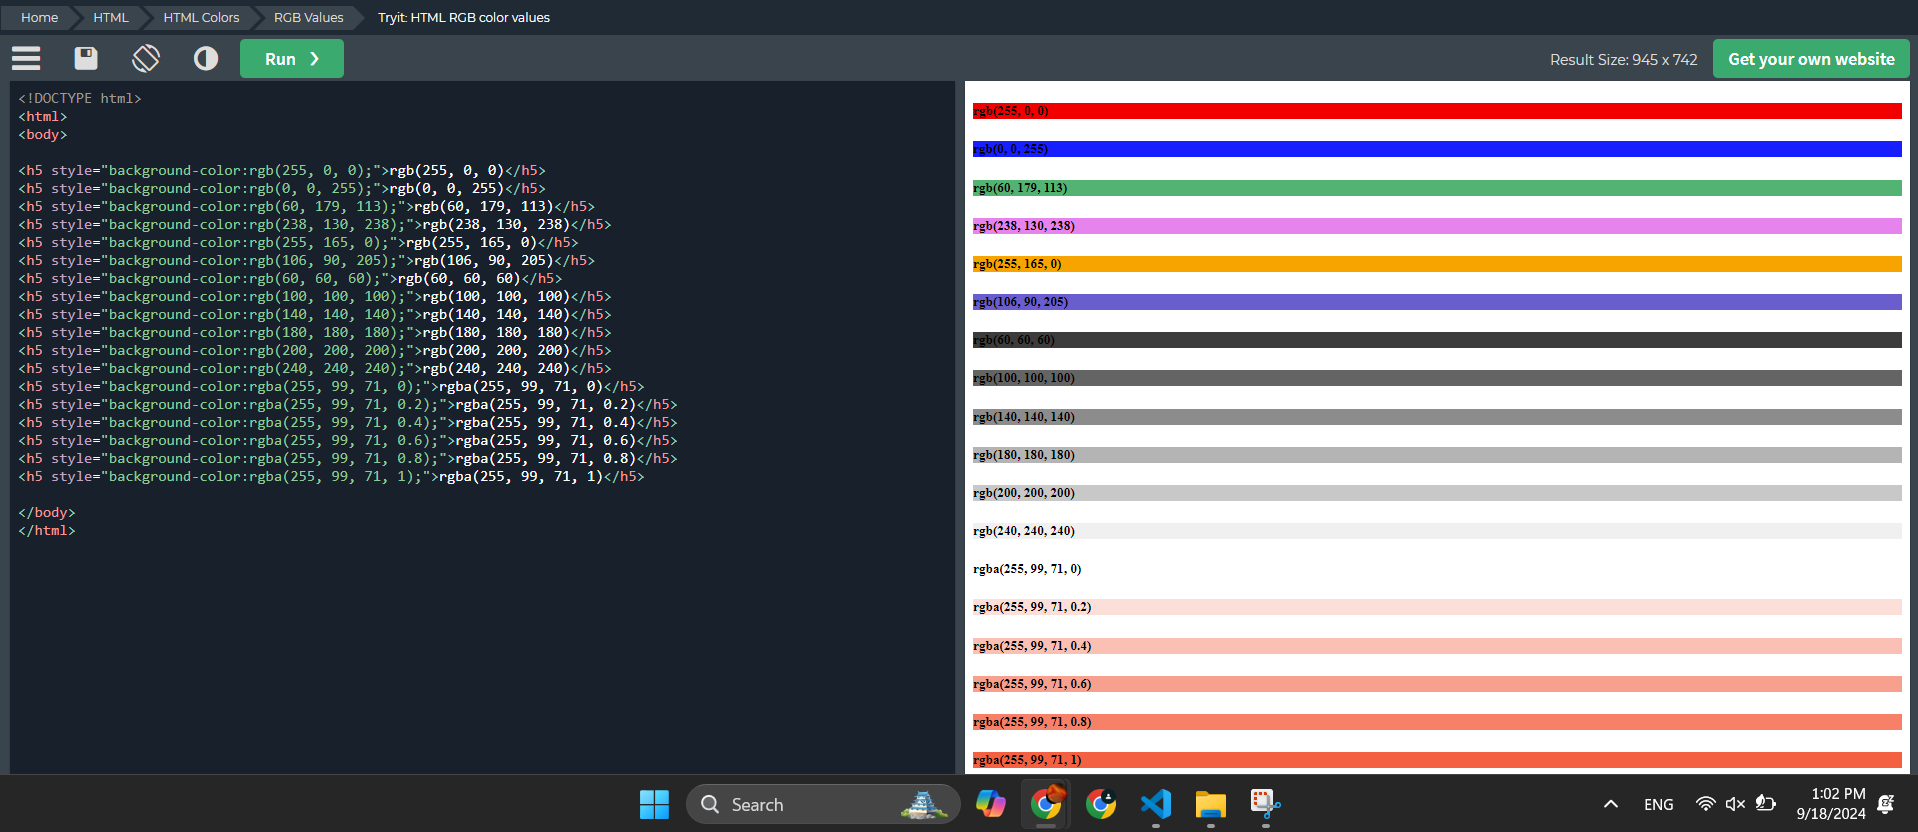 Home HTML HTML Colors RGB Values Tryit: HTML RGB color values
Run ❯ Result Size: 945 x 742 Get your own website
<!DOCTYPE html>
<html>
<body>
<h5 style="background-color:rgb(255, 0, 0);">rgb(255, 0, 0)</h5>
<h5 style="background-color:rgb(0, 0, 255);">rgb(0, 0, 255)</h5>
<h5 style="background-color:rgb(60, 179, 113);">rgb(60, 179, 113)</h5>
<h5 style="background-color:rgb(238, 130, 238);">rgb(238, 130, 238)</h5>
<h5 style="background-color:rgb(255, 165, 0);">rgb(255, 165, 0)</h5>
<h5 style="background-color:rgb(106, 90, 205);">rgb(106, 90, 205)</h5>
<h5 style="background-color:rgb(60, 60, 60);">rgb(60, 60, 60)</h5>
<h5 style="background-color:rgb(100, 100, 100);">rgb(100, 100, 100)</h5>
<h5 style="background-color:rgb(140, 140, 140);">rgb(140, 140, 140)</h5>
<h5 style="background-color:rgb(180, 180, 180);">rgb(180, 180, 180)</h5>
<h5 style="background-color:rgb(200, 200, 200);">rgb(200, 200, 200)</h5>
<h5 style="background-color:rgb(240, 240, 240);">rgb(240, 240, 240)</h5>
<h5 style="background-color:rgba(255, 99, 71, 0);">rgba(255, 99, 71, 0)</h5>
<h5 style="background-color:rgba(255, 99, 71, 0.2);">rgba(255, 99, 71, 0.2)</h5>
<h5 style="background-color:rgba(255, 99, 71, 0.4);">rgba(255, 99, 71, 0.4)</h5>
<h5 style="background-color:rgba(255, 99, 71, 0.6);">rgba(255, 99, 71, 0.6)</h5>
<h5 style="background-color:rgba(255, 99, 71, 0.8);">rgba(255, 99, 71, 0.8)</h5>
<h5 style="background-color:rgba(255, 99, 71, 1);">rgba(255, 99, 71, 1)</h5>
</body>
</html>
rgb(255, 0, 0)
rgb(0, 0, 255)
rgb(60, 179, 113)
rgb(238, 130, 238)
rgb(255, 165, 0)
rgb(106, 90, 205)
rgb(60, 60, 60)
rgb(100, 100, 100)
rgb(140, 140, 140)
rgb(180, 180, 180)
rgb(200, 200, 200)
rgb(240, 240, 240)
rgba(255, 99, 71, 0)
rgba(255, 99, 71, 0.2)
rgba(255, 99, 71, 0.4)
rgba(255, 99, 71, 0.6)
rgba(255, 99, 71, 0.8)
rgba(255, 99, 71, 1)
Search
ENG
1:02 PM
9/18/2024